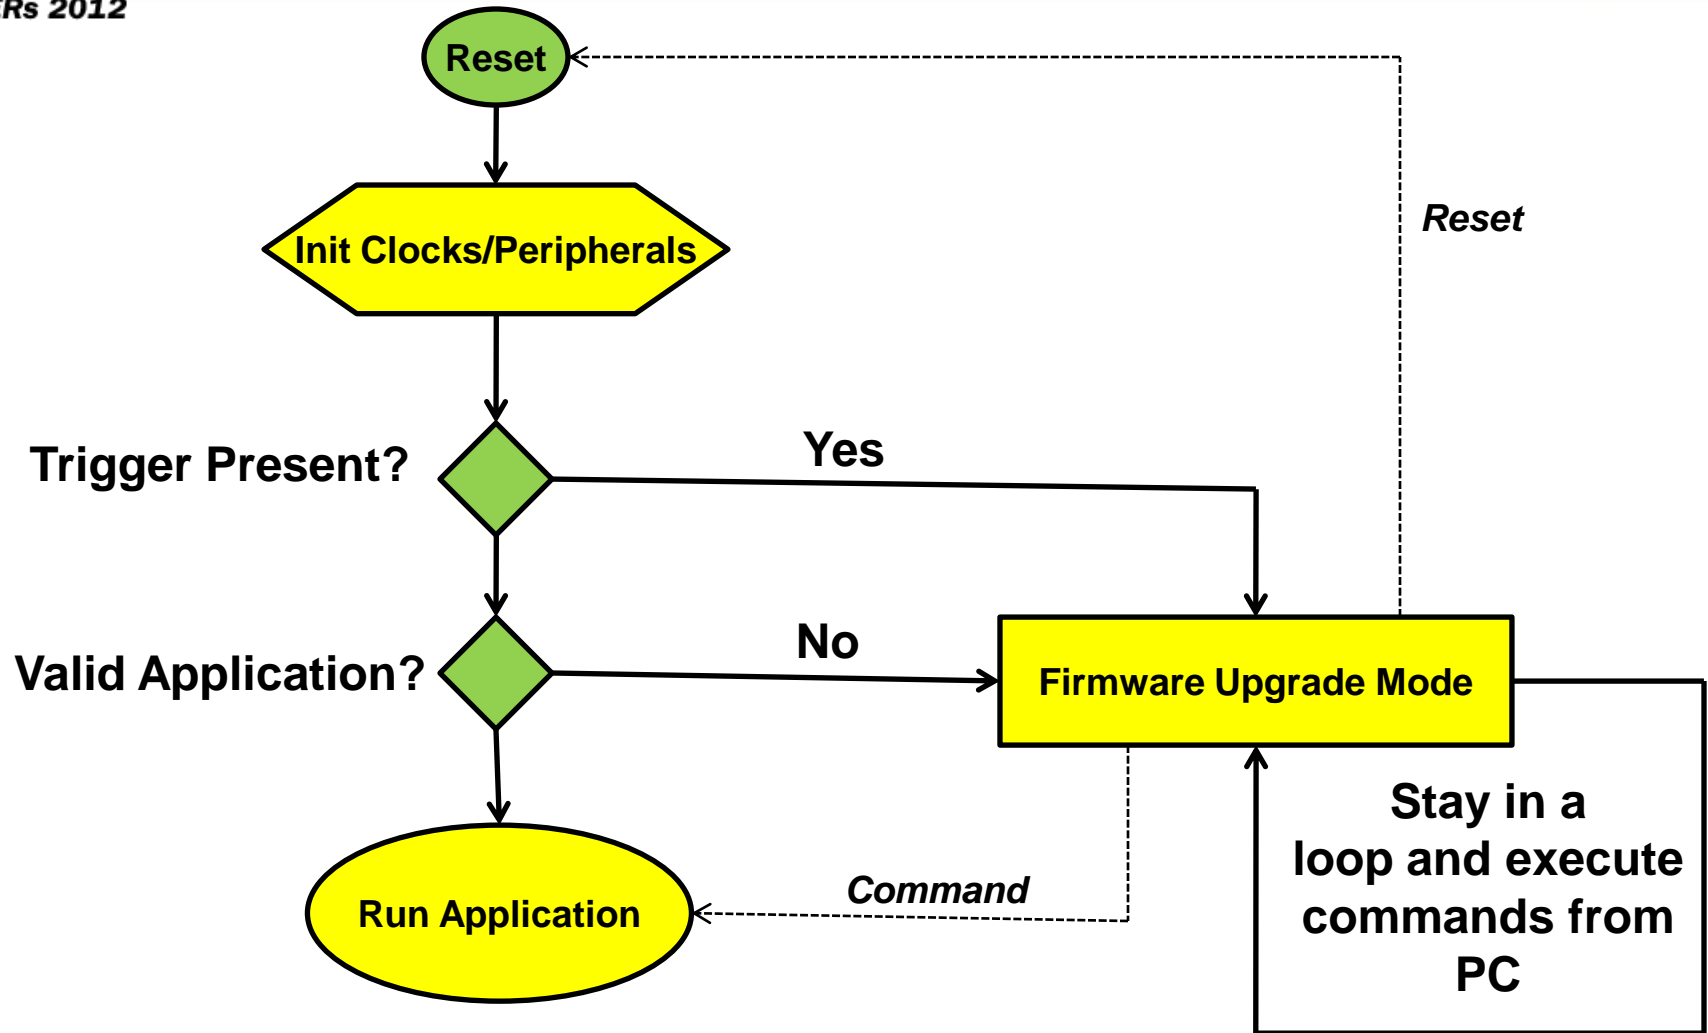 2012
Reset
Reset
Init Clocks/Peripherals
Trigger Present?
Yes
Valid Application?
No
Firmware Upgrade Mode
Stay in a
loop and execute
commands from
PC
Command
Run Application